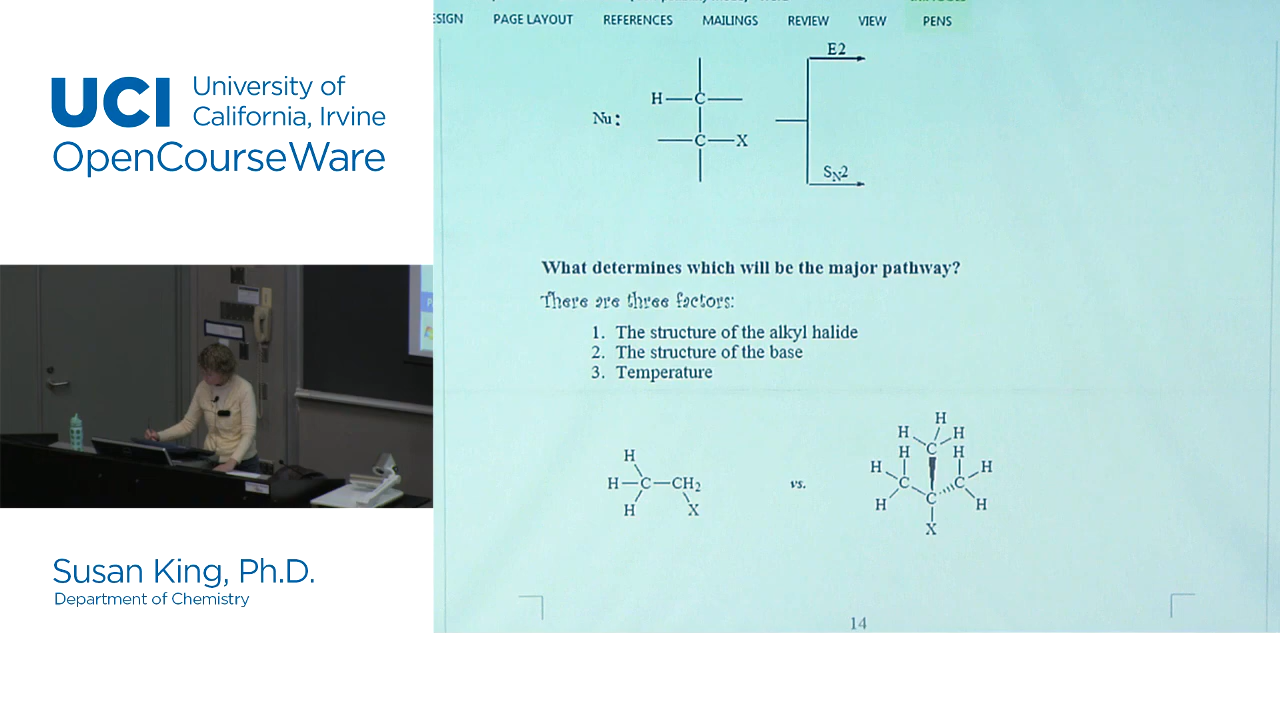 UCI University of
California, Irvine
OpenCourseWare
PAGE LAYOUT REFERENCES MAILINGS REVIEW VIEW PENS
E2
H—C—
Nu:
—C—X
SN2
What determines which will be the major pathway?
There are three factors:
1. The structure of the alkyl halide
2. The structure of the base
3. Temperature
H
H—C—CH2
H X
vs.
H
H C H
H H
H C C H
H C H
X
14
Susan King, Ph.D.
Department of Chemistry